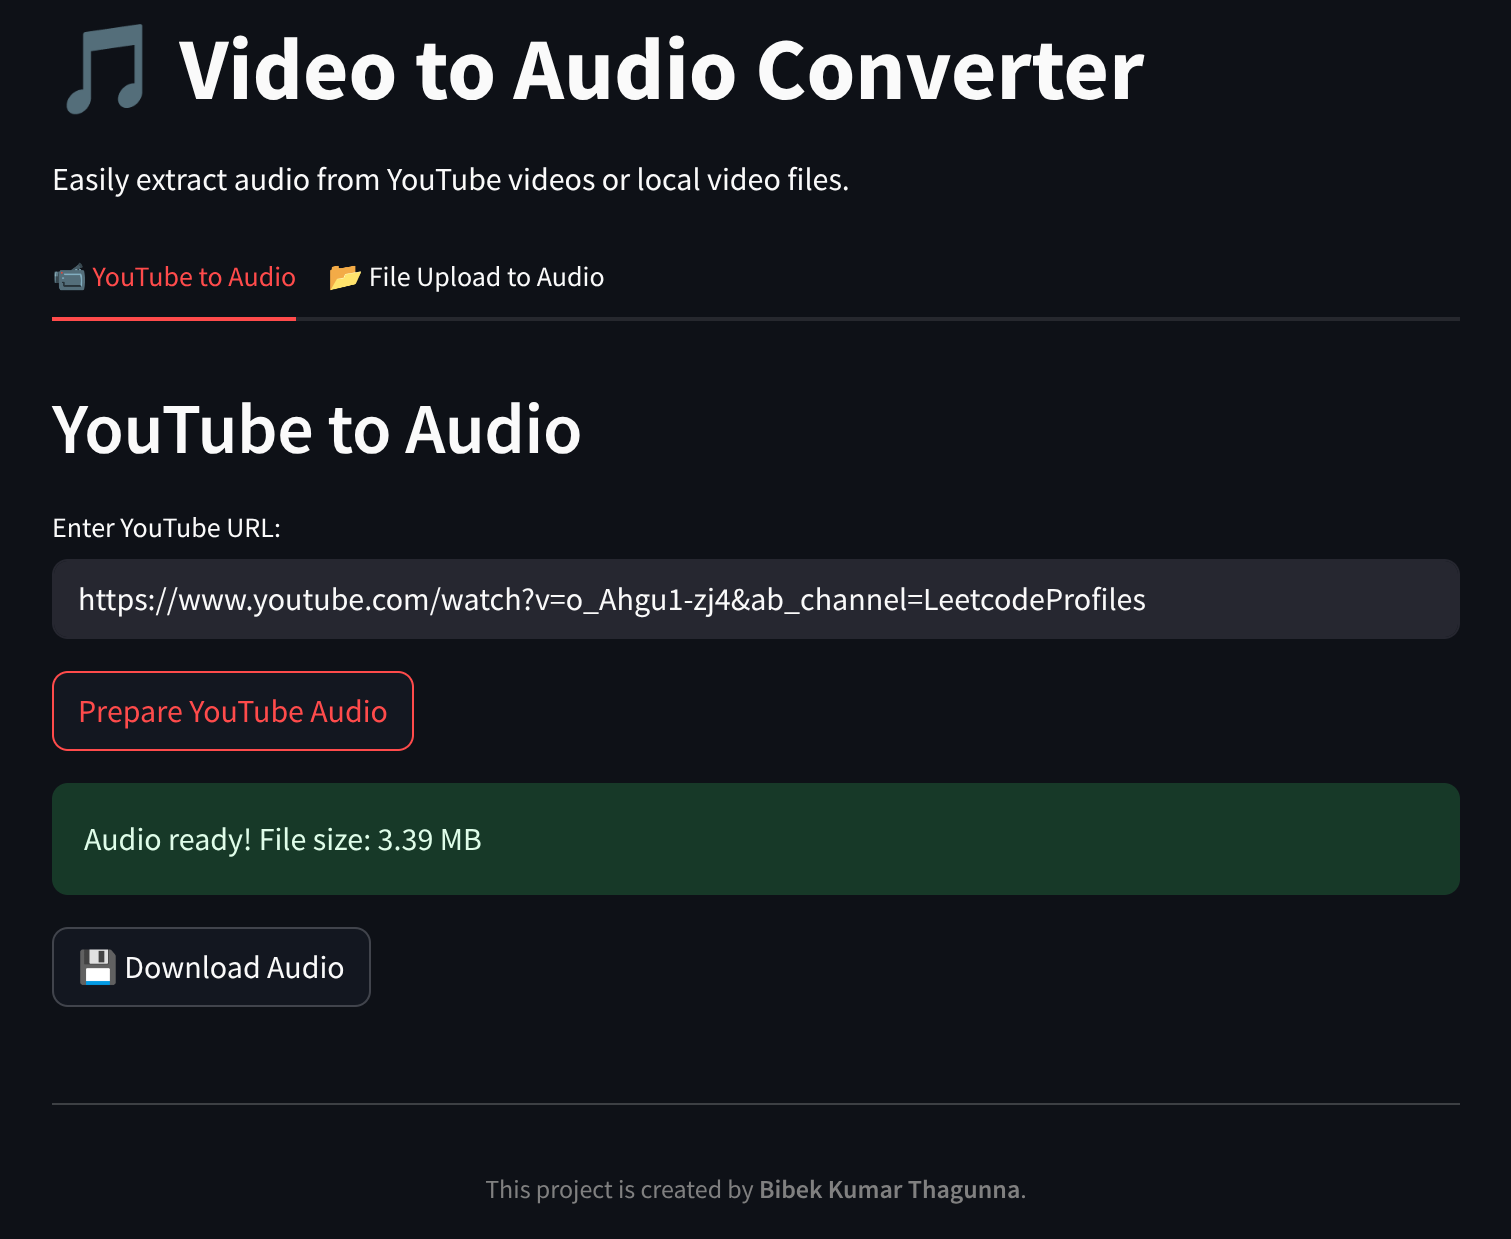 🎵 Video to Audio Converter
Easily extract audio from YouTube videos or local video files.
📹 YouTube to Audio 📂 File Upload to Audio
YouTube to Audio
Enter YouTube URL:
https://www.youtube.com/watch?v=o_Ahgu1-zj4&ab_channel=LeetcodeProfiles
Prepare YouTube Audio
Audio ready! File size: 3.39 MB
💾 Download Audio
This project is created by Bibek Kumar Thagunna.